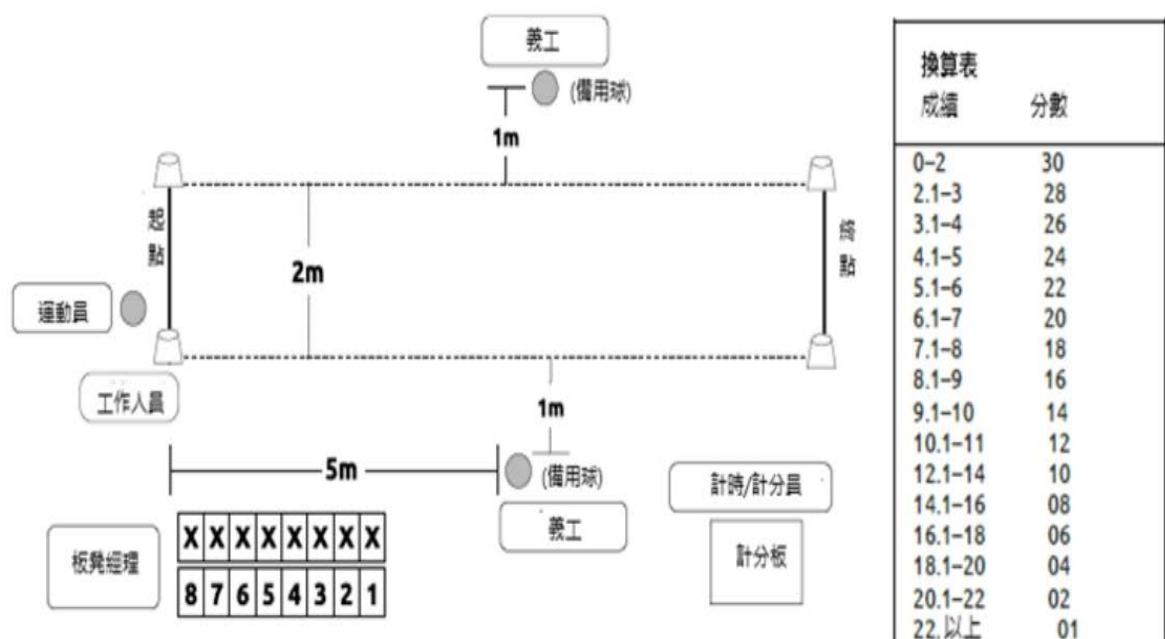 義工
(備用球)
1m
起點
終點
2m
運動員
工作人員
1m
5m
(備用球)
義工
計時/計分員
計分板
板凳經理
X X X X X X X X
8 7 6 5 4 3 2 1
換算表
成績 分數
0-2 30
2.1-3 28
3.1-4 26
4.1-5 24
5.1-6 22
6.1-7 20
7.1-8 18
8.1-9 16
9.1-10 14
10.1-11 12
12.1-14 10
14.1-16 08
16.1-18 06
18.1-20 04
20.1-22 02
22.以上 01